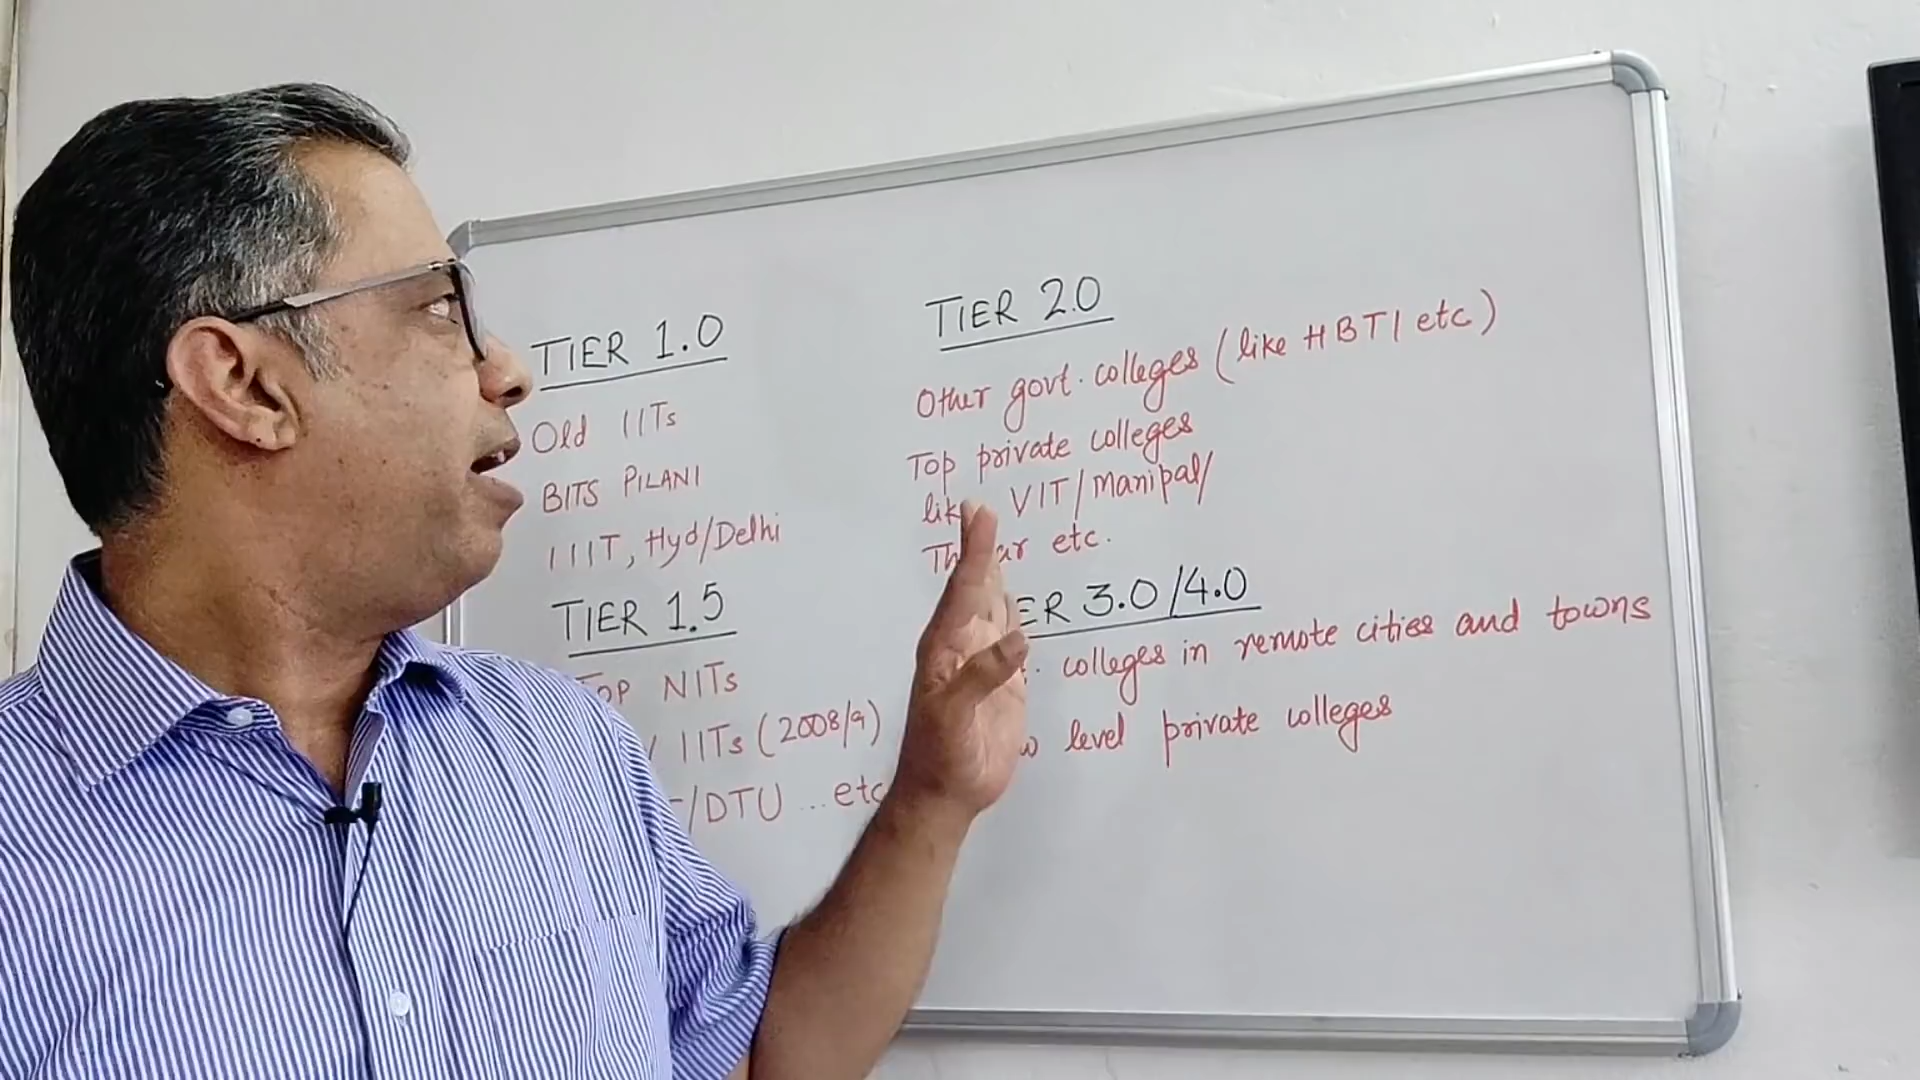 TIER 1.0
Old IITs
BITS PILANI
IIIT, Hyd/Delhi
TIER 1.5
TOP NITs
IITs (2008/9)
/DTU ... etc
TIER 2.0
Other govt. colleges (like HBTI etc)
Top private colleges
like VIT/Manipal/
etc.
3.0/4.0
colleges in remote cities and towns
level private colleges